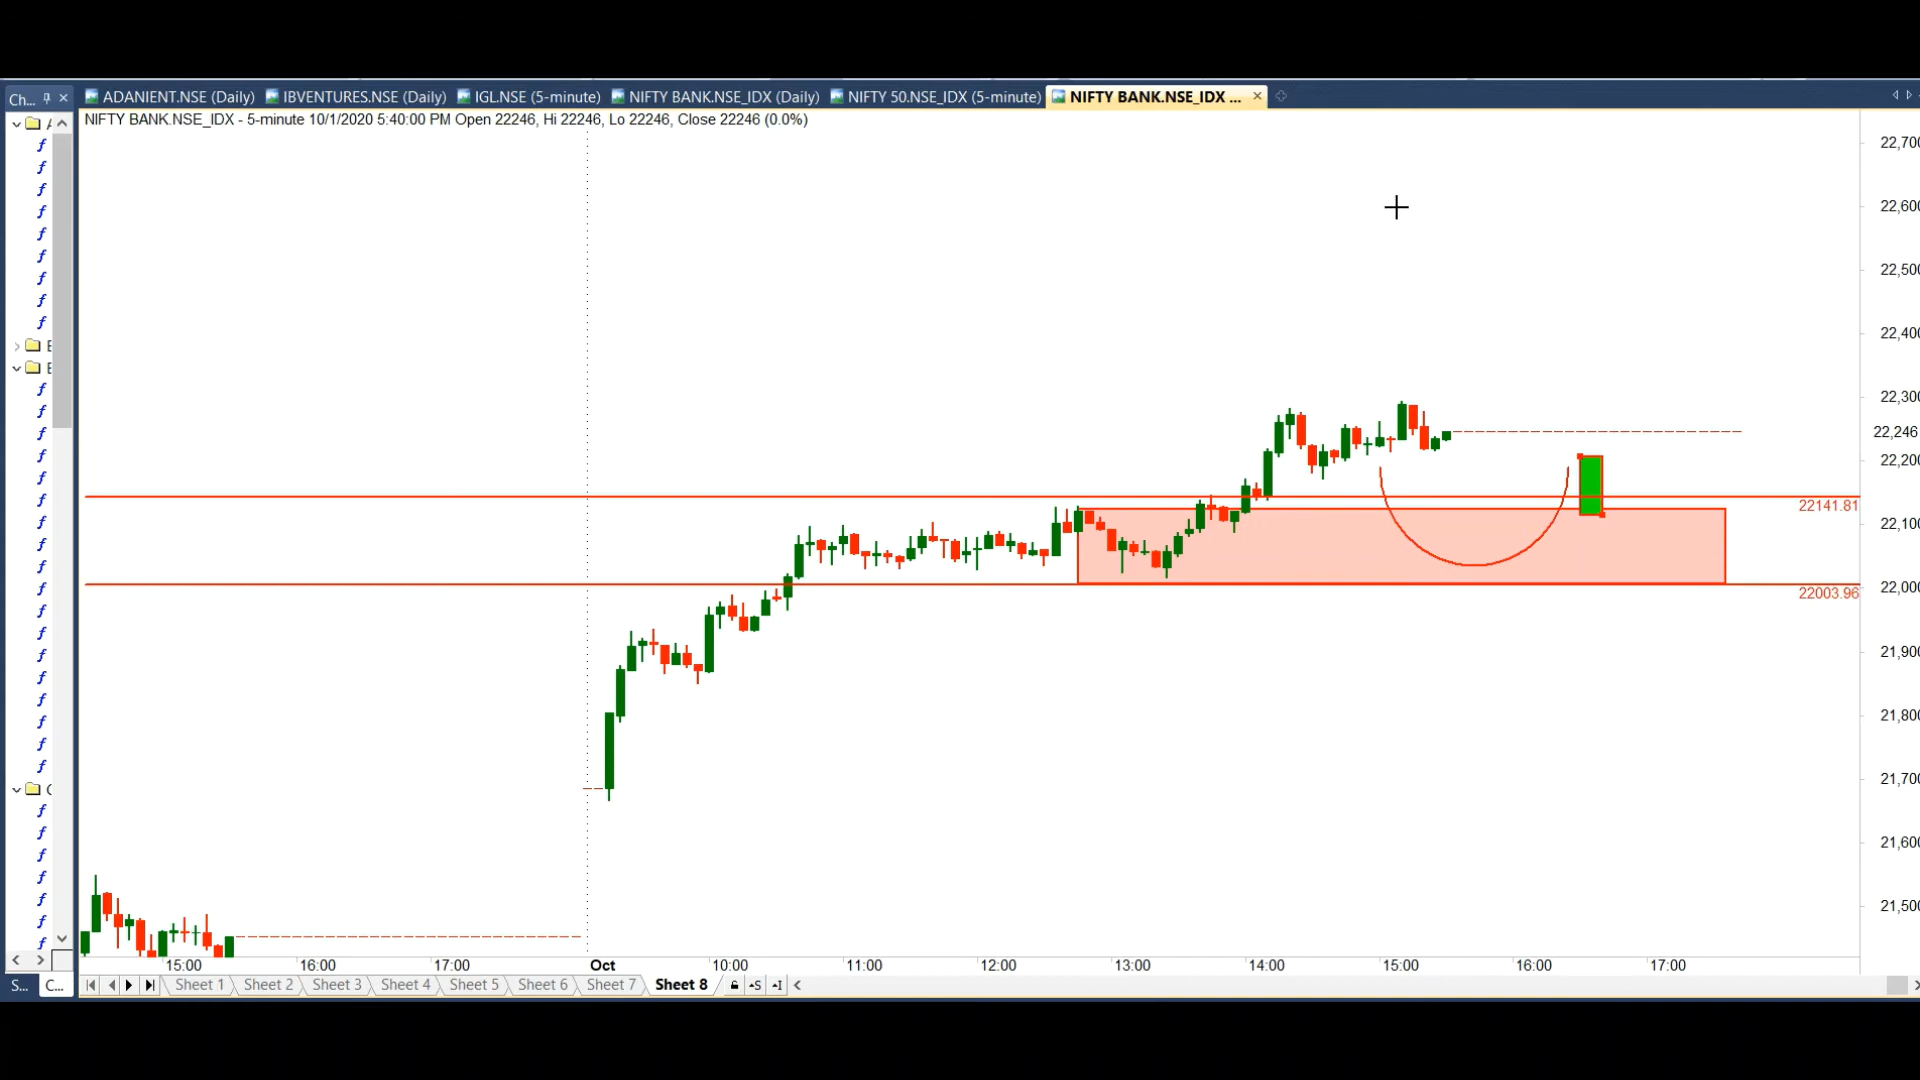 Ch...
ADANIENT.NSE (Daily)
IBVENTURES.NSE (Daily)
IGL.NSE (5-minute)
NIFTY BANK.NSE_IDX (Daily)
NIFTY 50.NSE_IDX (5-minute)
NIFTY BANK.NSE_IDX ...
NIFTY BANK.NSE_IDX - 5-minute 10/1/2020 5:40:00 PM Open 22246, Hi 22246, Lo 22246, Close 22246 (0.0%)
22,700
22,600
22,500
22,400
22,300
22,246
22,200
22141.81
22,100
22,000
22003.96
21,900
21,800
21,700
21,600
21,500
15:00 16:00 17:00 Oct 10:00 11:00 12:00 13:00 14:00 15:00 16:00 17:00
S... C...
Sheet 1 Sheet 2 Sheet 3 Sheet 4 Sheet 5 Sheet 6 Sheet 7 Sheet 8